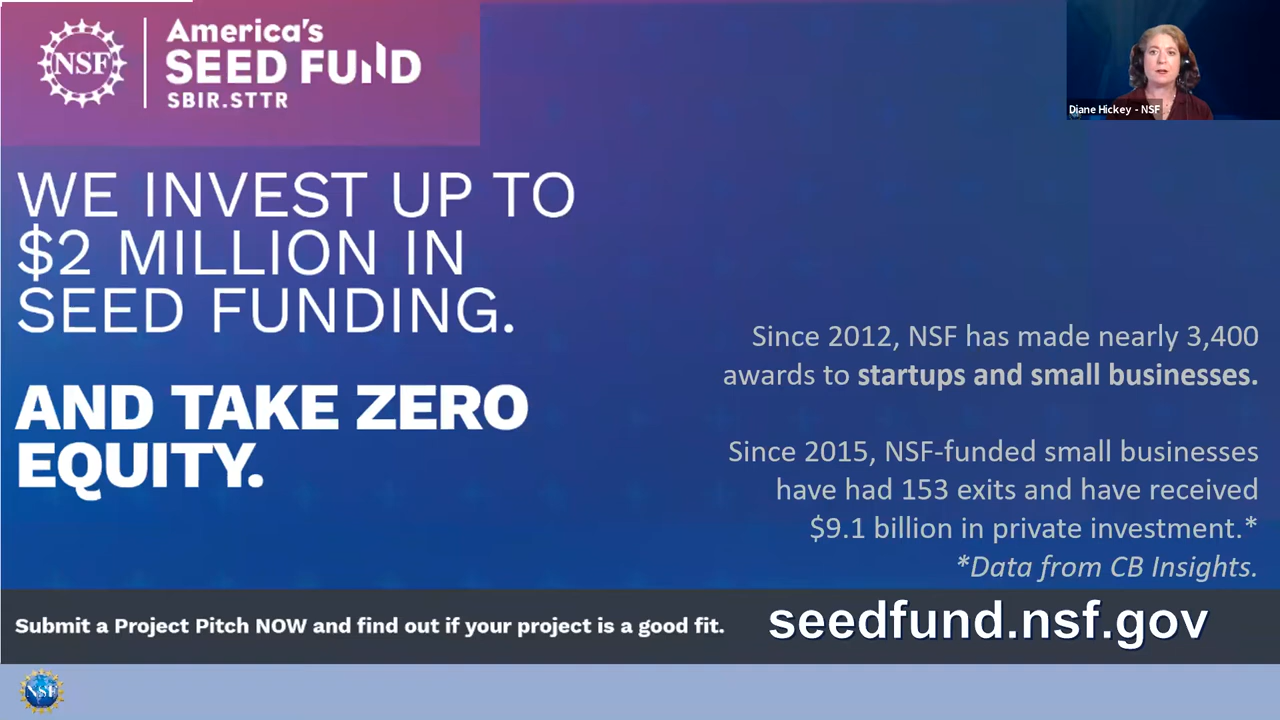 NSF
America's
SEED FUND
SBIR.STTR
Diane Hickey - NSF
WE INVEST UP TO
$2 MILLION IN
SEED FUNDING.
AND TAKE ZERO
EQUITY.
Since 2012, NSF has made nearly 3,400
awards to startups and small businesses.
Since 2015, NSF-funded small businesses
have had 153 exits and have received
$9.1 billion in private investment.*
*Data from CB Insights.
Submit a Project Pitch NOW and find out if your project is a good fit.
seedfund.nsf.gov
NSF